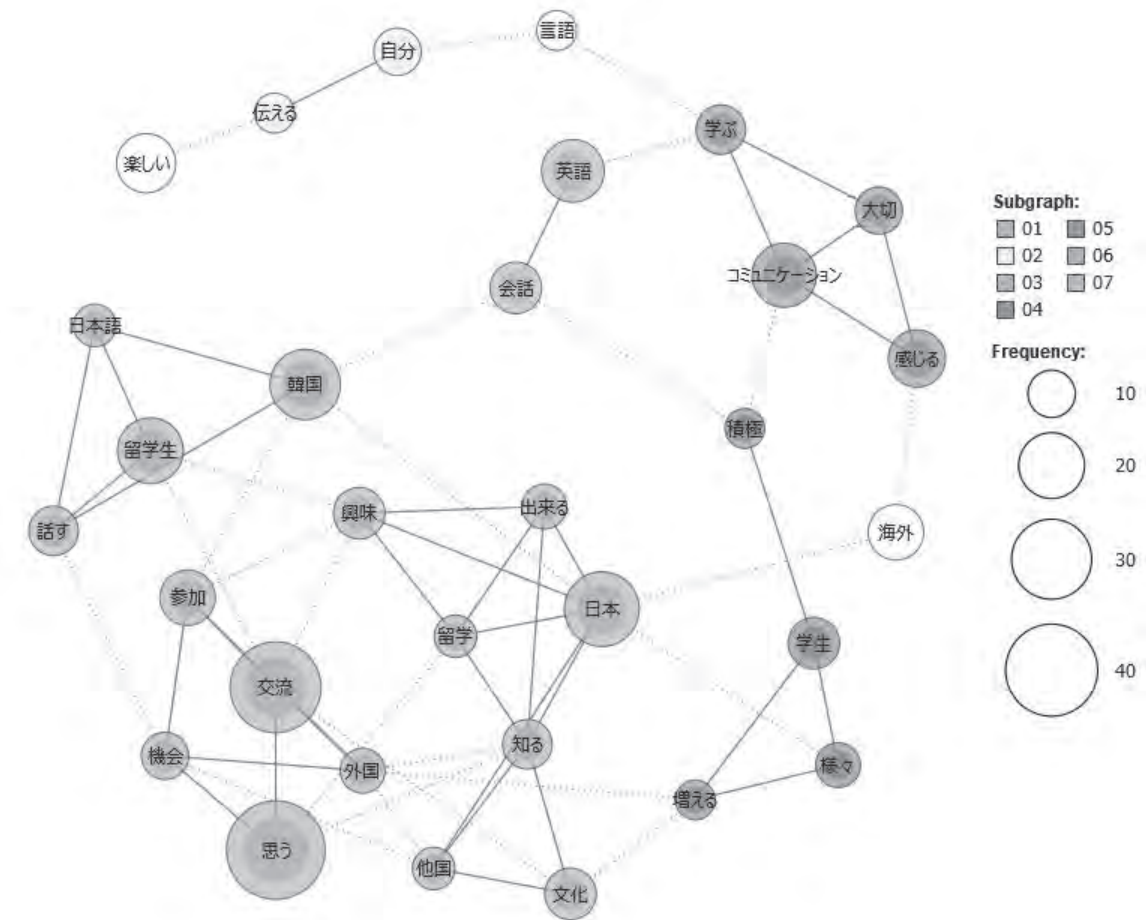 言語
自分
伝える
楽しい
学ぶ
英語
大切
コミュニケーション
会話
日本語
感じる
韓国
積極
留学生
出来る
興味
話す
海外
参加
日本
留学
学生
交流
知る
機会
外国
様々
増える
思う
他国
文化
Subgraph:
01 05
02 06
03 07
04
Frequency:
10
20
30
40